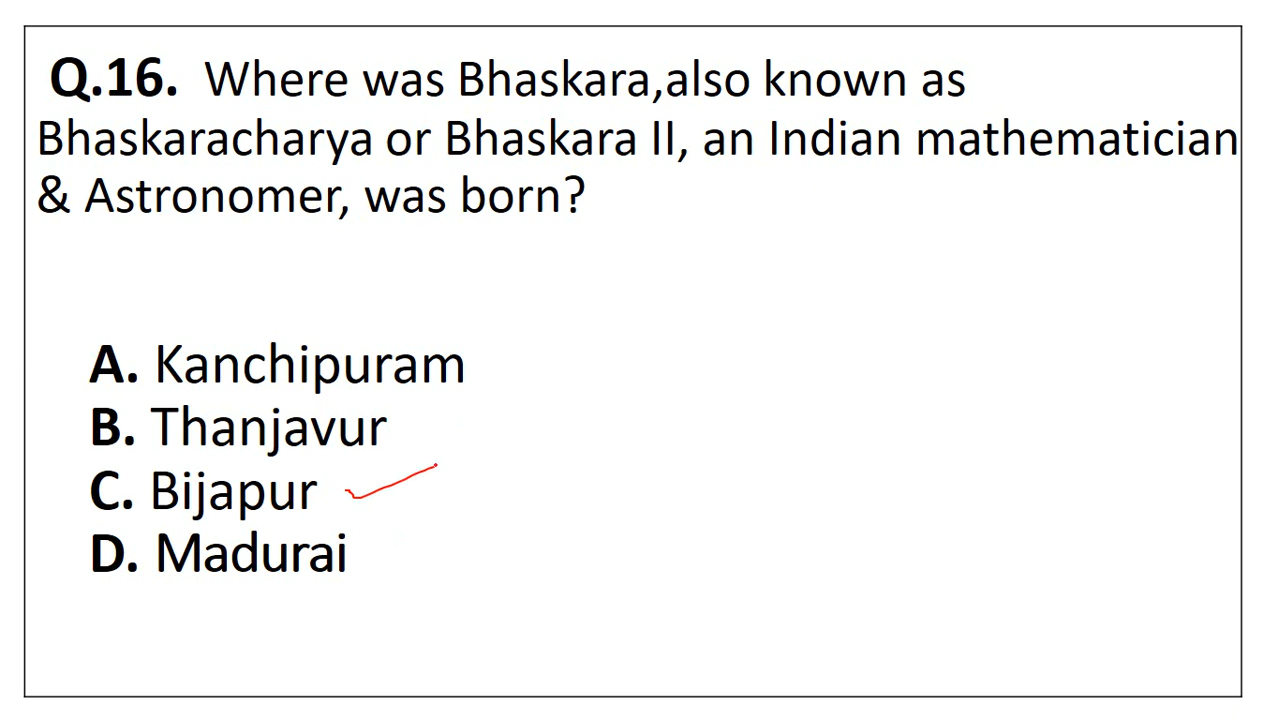 Q.16. Where was Bhaskara,also known as
Bhaskaracharya or Bhaskara II, an Indian mathematician
& Astronomer, was born?
A. Kanchipuram
B. Thanjavur
C. Bijapur
D. Madurai